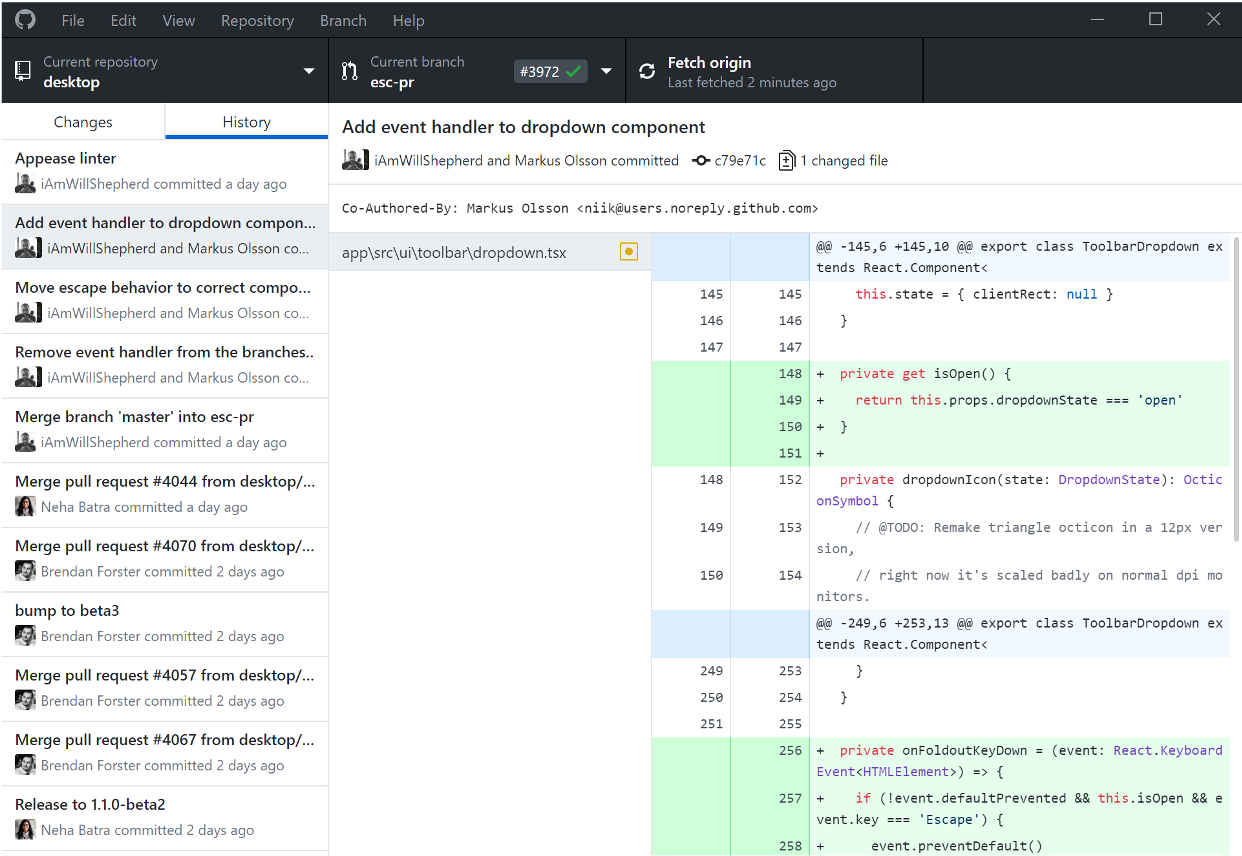 File Edit View Repository Branch Help
Current repository
desktop
Current branch
esc-pr
#3972
Fetch origin
Last fetched 2 minutes ago
Changes History
Appease linter
iAmWillShepherd committed a day ago
Add event handler to dropdown compon...
iAmWillShepherd and Markus Olsson co...
Move escape behavior to correct compo...
iAmWillShepherd and Markus Olsson co...
Remove event handler from the branches..
iAmWillShepherd and Markus Olsson co...
Merge branch 'master' into esc-pr
iAmWillShepherd committed a day ago
Merge pull request #4044 from desktop/...
Neha Batra committed a day ago
Merge pull request #4070 from desktop/...
Brendan Forster committed 2 days ago
bump to beta3
Brendan Forster committed 2 days ago
Merge pull request #4057 from desktop/...
Brendan Forster committed 2 days ago
Merge pull request #4067 from desktop/...
Brendan Forster committed 2 days ago
Release to 1.1.0-beta2
Neha Batra committed 2 days ago
Add event handler to dropdown component
iAmWillShepherd and Markus Olsson committed c79e71c 1 changed file
Co-Authored-By: Markus Olsson <niik@users.noreply.github.com>
app\src\ui\toolbar\dropdown.tsx
@@ -145,6 +145,10 @@ export class ToolbarDropdown ex
tends React.Component<
145 145 this.state = { clientRect: null }
146 146 }
147 147
148 + private get isOpen() {
149 + return this.props.dropdownState === 'open'
150 + }
151 +
148 152 private dropdownIcon(state: DropdownState): Octic
onSymbol {
149 153 // @TODO: Remake triangle octicon in a 12px ver
sion,
150 154 // right now it's scaled badly on normal dpi mo
nitors.
@@ -249,6 +253,13 @@ export class ToolbarDropdown ex
tends React.Component<
249 253 }
250 254 }
251 255
256 + private onFoldoutKeyDown = (event: React.Keyboard
Event<HTMLElement>) => {
257 + if (!event.defaultPrevented && this.isOpen && e
vent.key === 'Escape') {
258 + event.preventDefault()